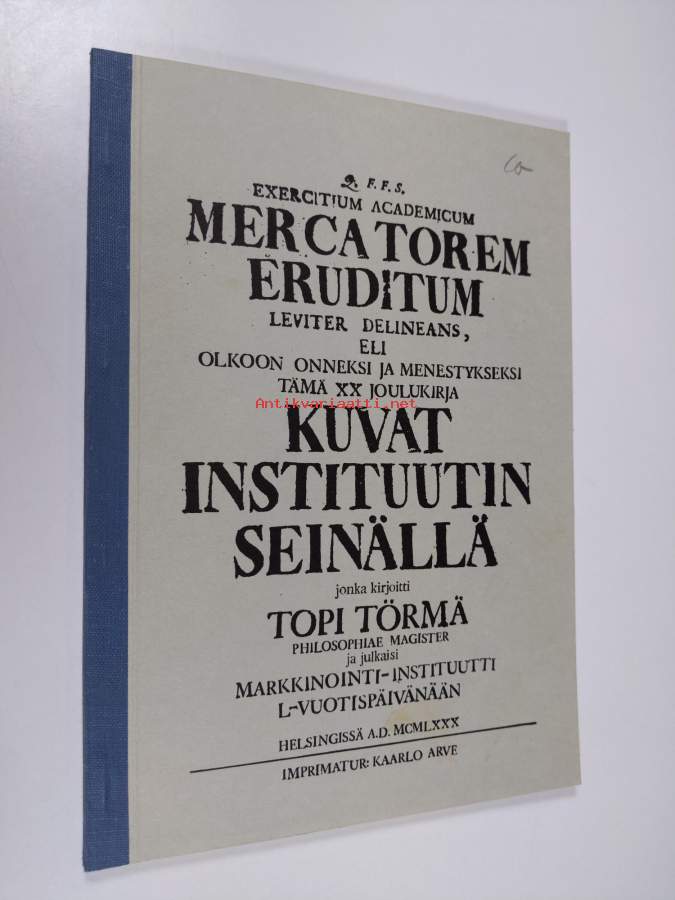 Q. F. F. S.
EXERCITIUM ACADEMICUM
MERCATOREM
ERUDITUM
LEVITER DELINEANS,
ELI
OLKOON ONNEKSI JA MENESTYKSEKSI
TÄMÄ XX JOULUKIRJA
Antikvariaatti.net
KUVAT
INSTITUUTIN
SEINÄLLÄ
jonka kirjoitti
TOPI TÖRMÄ
PHILOSOPHIAE MAGISTER
ja julkaisi
MARKKINOINTI-INSTITUUTTI
L-VUOTISPÄIVÄNÄÄN
HELSINGISSÄ A.D. MCMLXXX
IMPRIMATUR: KAARLO ARVE